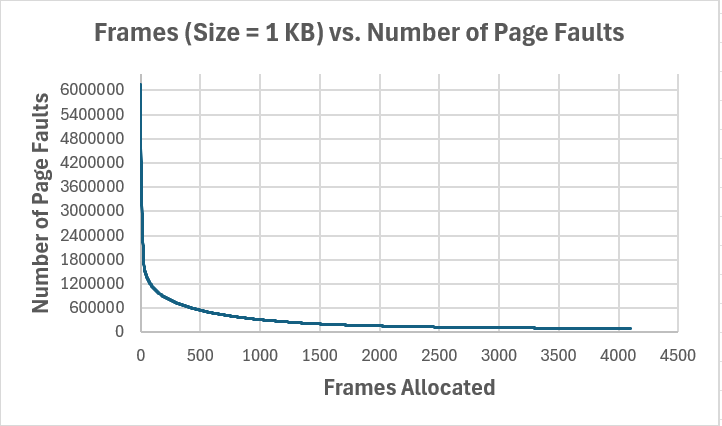 Frames (Size = 1 KB) vs. Number of Page Faults
Number of Page Faults
6000000
5400000
4800000
4200000
3600000
3000000
2400000
1800000
1200000
600000
0
0 500 1000 1500 2000 2500 3000 3500 4000 4500
Frames Allocated